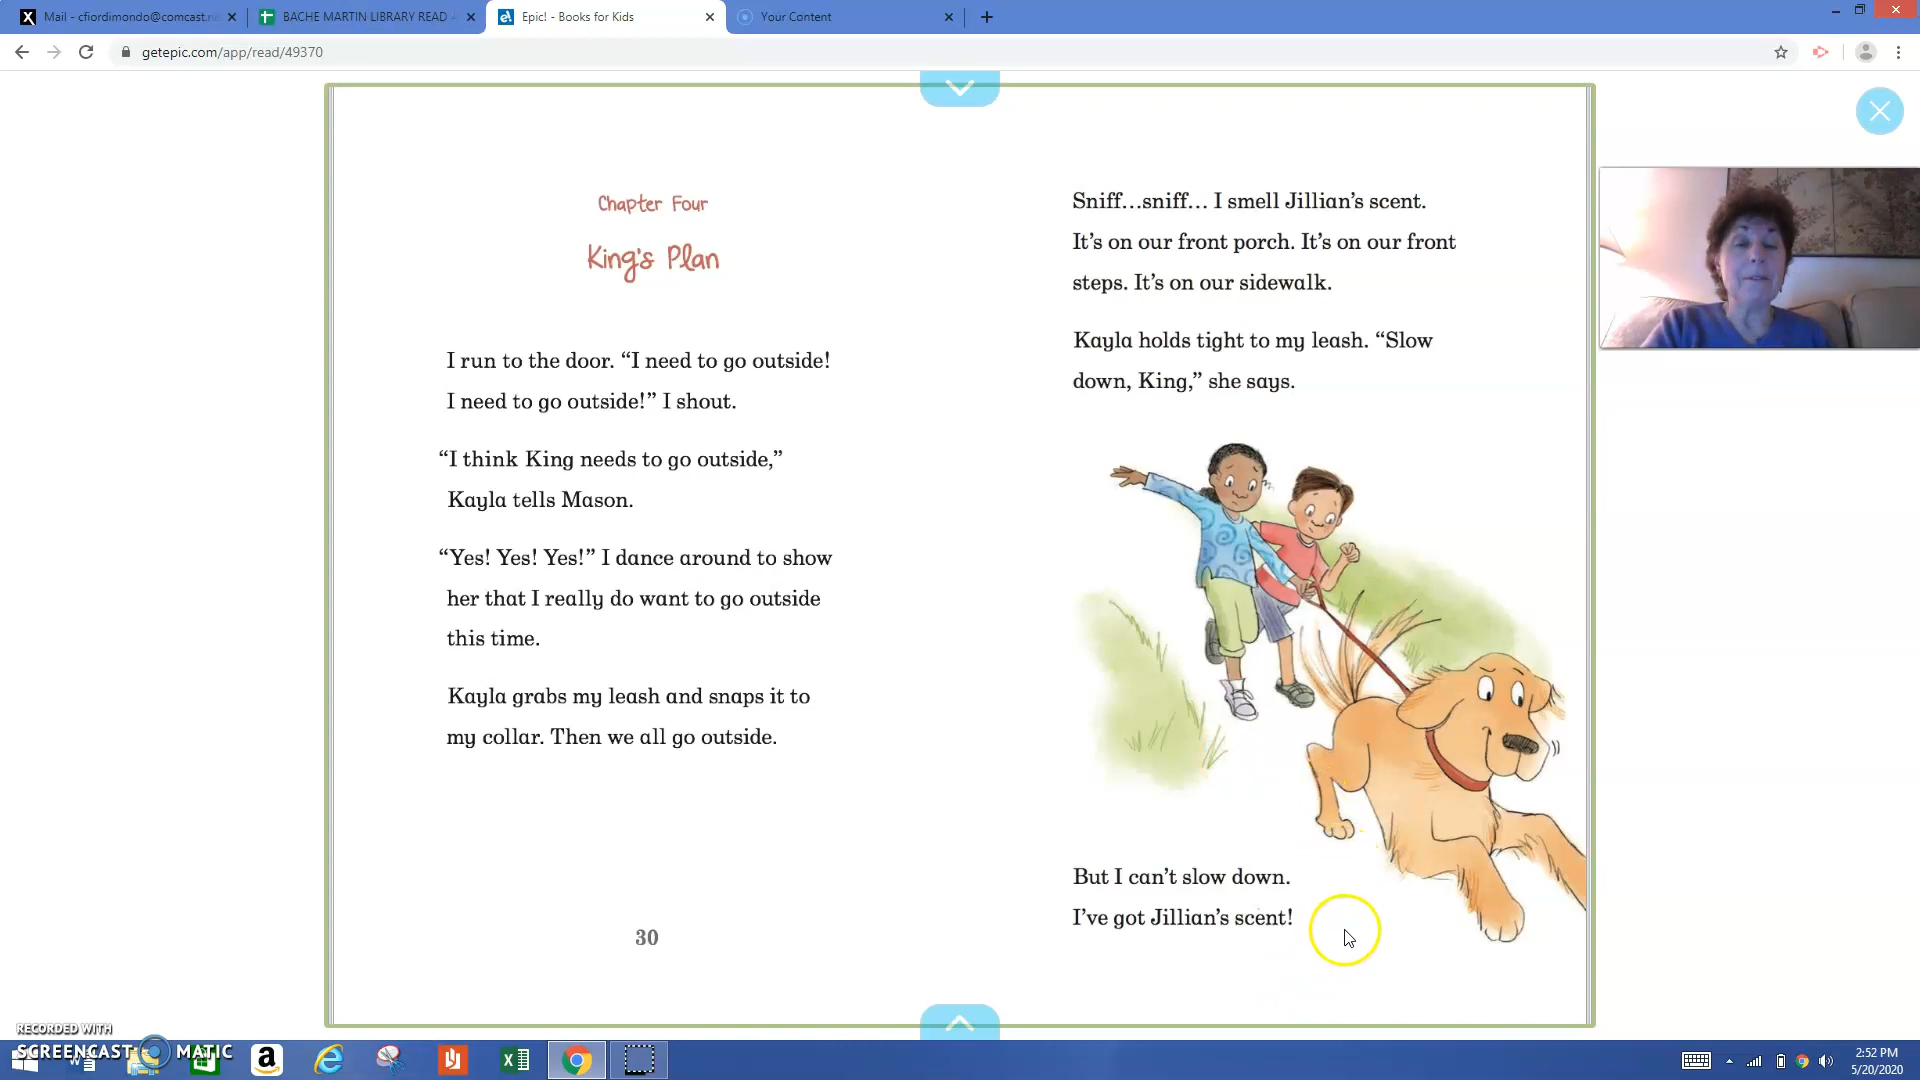 Mail - cfiordimondo@comcast.ne
BACHE MARTIN LIBRARY READ
Epic! - Books for Kids
Your Content
getepic.com/app/read/49370
Chapter Four
King's Plan
I run to the door. “I need to go outside!
I need to go outside!” I shout.
“I think King needs to go outside,”
Kayla tells Mason.
“Yes! Yes! Yes!” I dance around to show
her that I really do want to go outside
this time.
Kayla grabs my leash and snaps it to
my collar. Then we all go outside.
30
Sniff…sniff… I smell Jillian’s scent.
It’s on our front porch. It’s on our front
steps. It’s on our sidewalk.
Kayla holds tight to my leash. “Slow
down, King,” she says.
But I can’t slow down.
I’ve got Jillian’s scent!
RECORDED WITH
SCREENCAST MATIC
2:52 PM
5/20/2020